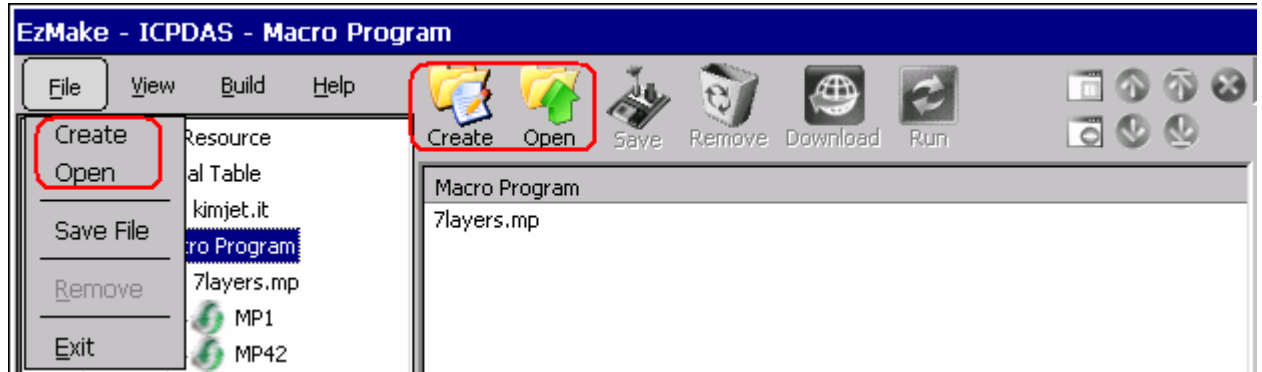 EzMake - ICPDAS - Macro Program
File View Build Help
Create Open Save Remove Download Run
Create
Open
Save File
Remove
Exit
Resource
al Table
kimjet.it
ro Program
7layers.mp
MP1
MP42
Macro Program
7layers.mp